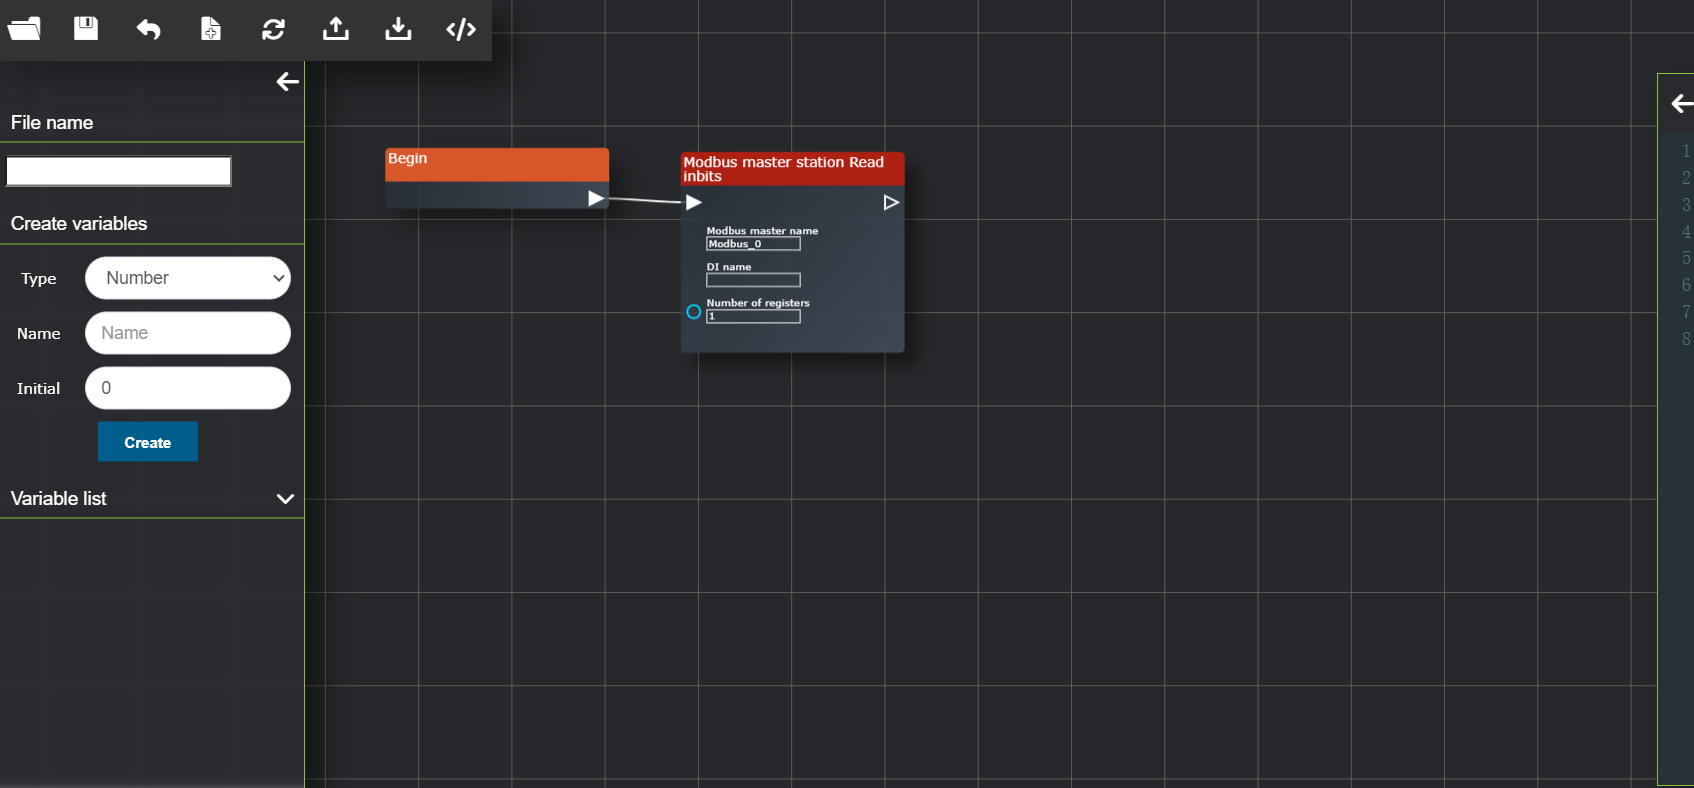 File name
Create variables
Type Number
Name Name
Initial 0
Create
Variable list
Begin
Modbus master station Read
inbits
Modbus master name
Modbus_0
DI name
Number of registers
1
1
2
3
4
5
6
7
8